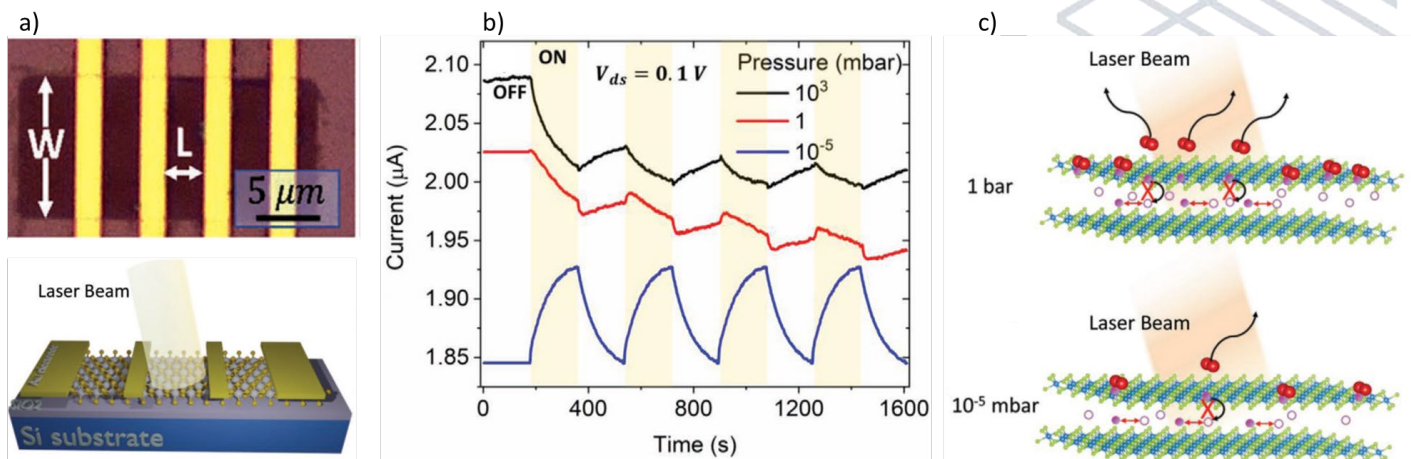 a)
W
L
5 μm
Laser Beam
Si substrate
b)
ON
OFF
V_ds = 0.1 V
Pressure (mbar)
10³
1
10⁻⁵
2.10
2.05
2.00
1.95
1.90
1.85
Current (µA)
0
400
800
1200
1600
Time (s)
c)
Laser Beam
1 bar
Laser Beam
10⁻⁵ mbar